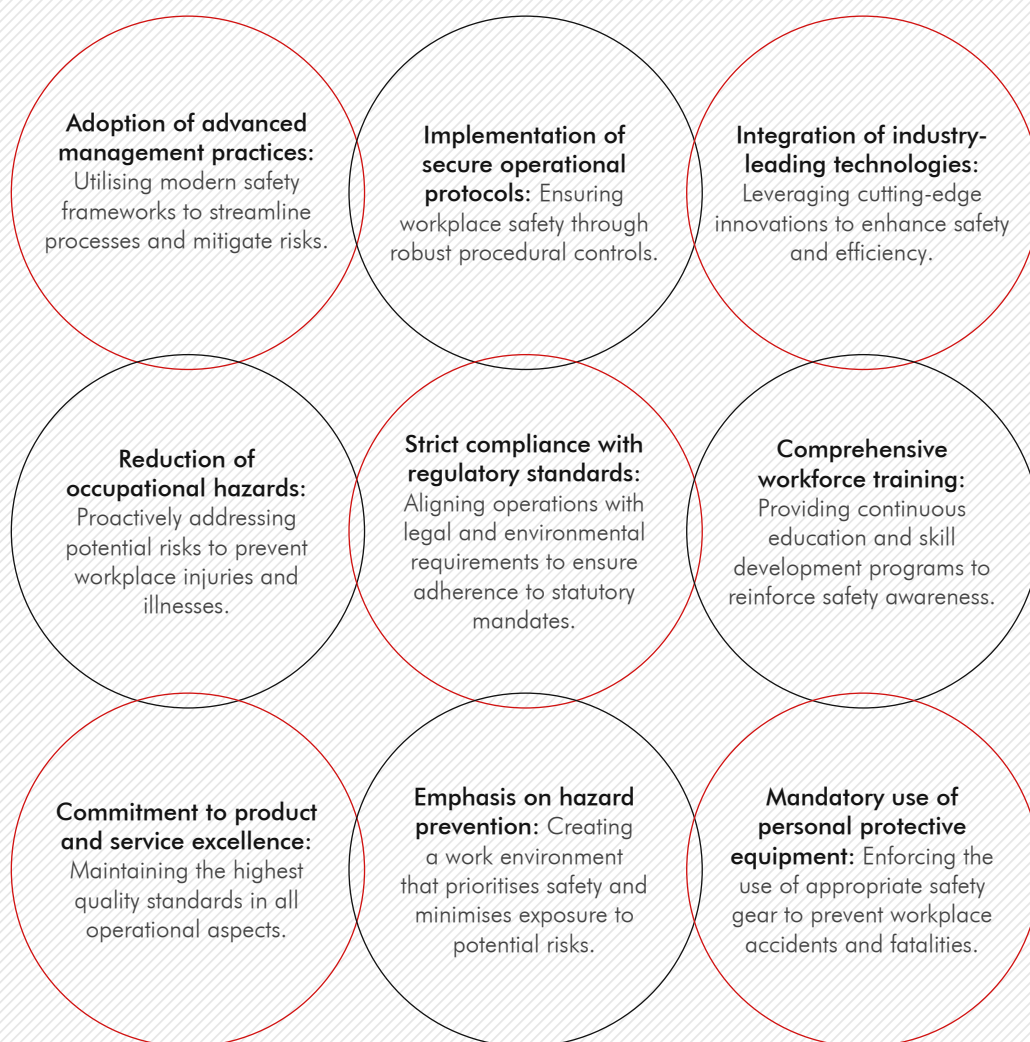 Adoption of advanced
management practices:
Utilising modern safety
frameworks to streamline
processes and mitigate risks.
Implementation of
secure operational
protocols: Ensuring
workplace safety through
robust procedural controls.
Integration of industry-
leading technologies:
Leveraging cutting-edge
innovations to enhance safety
and efficiency.
Reduction of
occupational hazards:
Proactively addressing
potential risks to prevent
workplace injuries and
illnesses.
Strict compliance with
regulatory standards:
Aligning operations with
legal and environmental
requirements to ensure
adherence to statutory
mandates.
Comprehensive
workforce training:
Providing continuous
education and skill
development programs to
reinforce safety awareness.
Commitment to product
and service excellence:
Maintaining the highest
quality standards in all
operational aspects.
Emphasis on hazard
prevention: Creating
a work environment
that prioritises safety and
minimises exposure to
potential risks.
Mandatory use of
personal protective
equipment: Enforcing the
use of appropriate safety
gear to prevent workplace
accidents and fatalities.